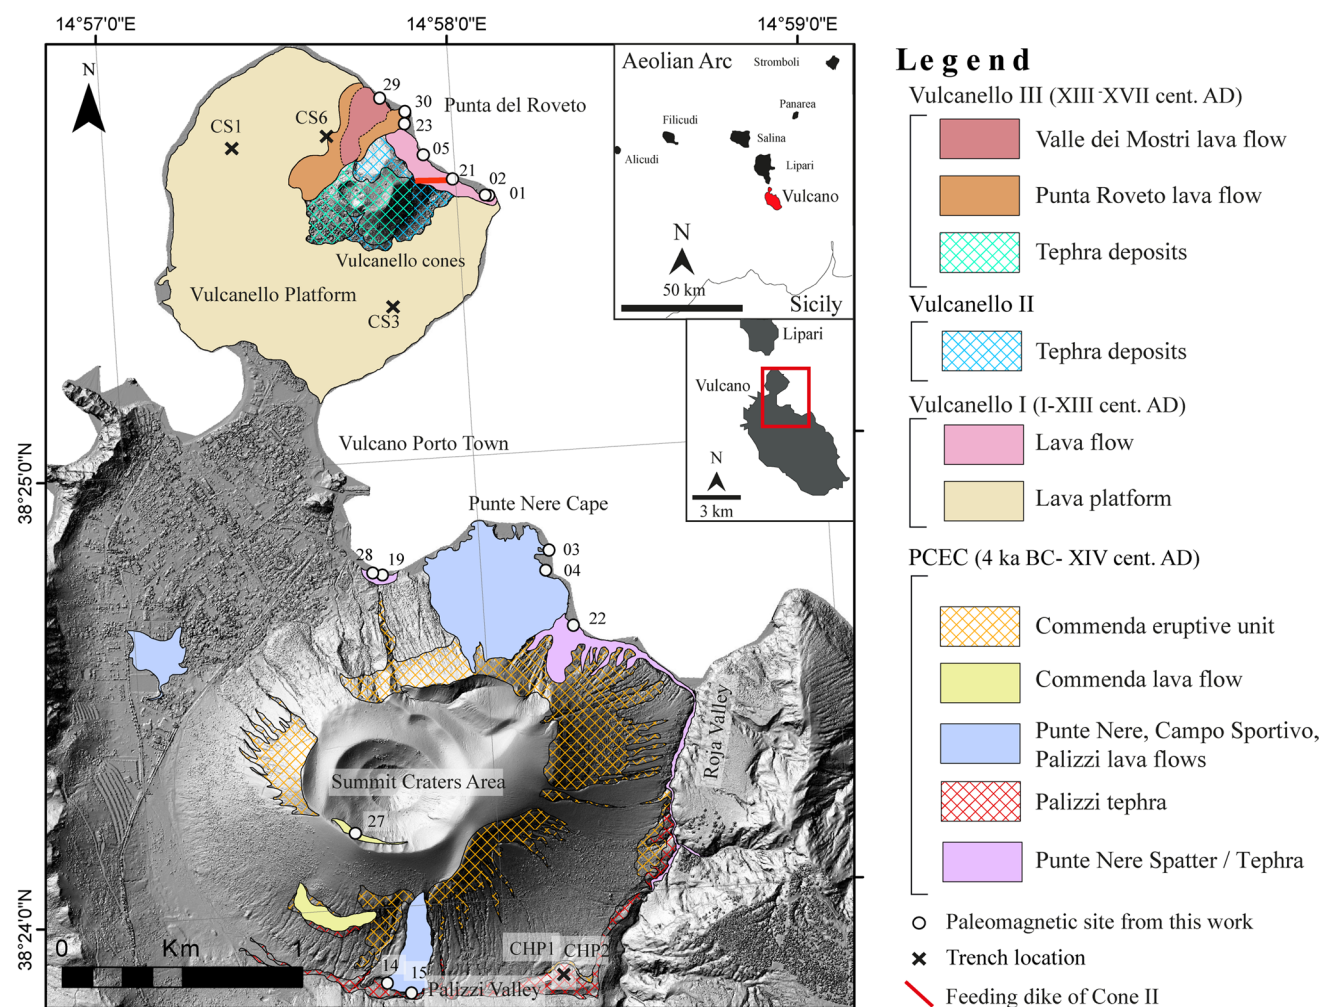 14°57'0"E
14°58'0"E
14°59'0"E
N
29
30
Punta del Roveto
23
CS6
CS1
05
21
02
01
Vulcanello cones
Vulcanello Platform
CS3
Aeolian Arc
Stromboli
Panarea
Filicudi
Salina
Alicudi
Lipari
Vulcano
N
50 km
Sicily
Lipari
Vulcano
N
3 km
Vulcano Porto Town
38°25'0"N
Punte Nere Cape
28
19
03
04
22
Roja Valley
Summit Craters Area
27
38°24'0"N
0
Km
1
CHP1
CHP2
14
15
Palizzi Valley
Legend
Vulcanello III (XIII-XVII cent. AD)
Valle dei Mostri lava flow
Punta Roveto lava flow
Tephra deposits
Vulcanello II
Tephra deposits
Vulcanello I (I-XIII cent. AD)
Lava flow
Lava platform
PCEC (4 ka BC- XIV cent. AD)
Commenda eruptive unit
Commenda lava flow
Punte Nere, Campo Sportivo,
Palizzi lava flows
Palizzi tephra
Punte Nere Spatter / Tephra
Paleomagnetic site from this work
Trench location
Feeding dike of Cone II